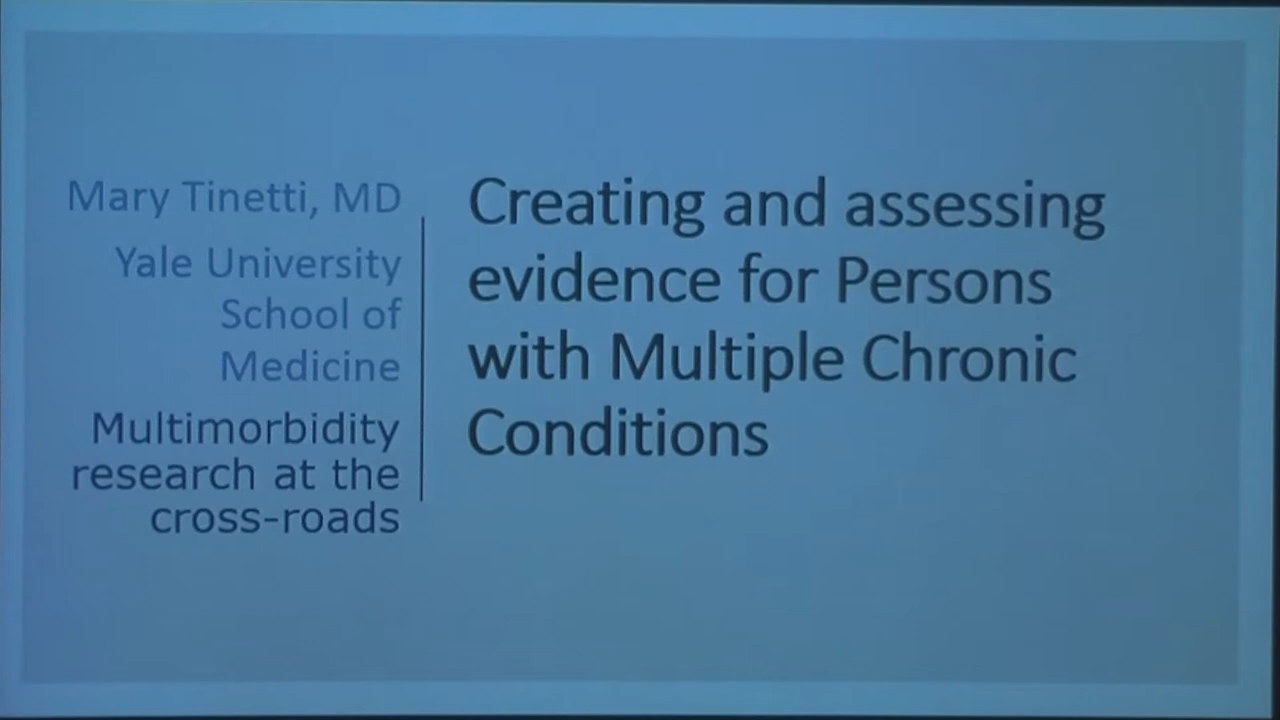 Mary Tinetti, MD
Yale University
School of
Medicine
Multimorbidity
research at the
cross-roads
Creating and assessing
evidence for Persons
with Multiple Chronic
Conditions